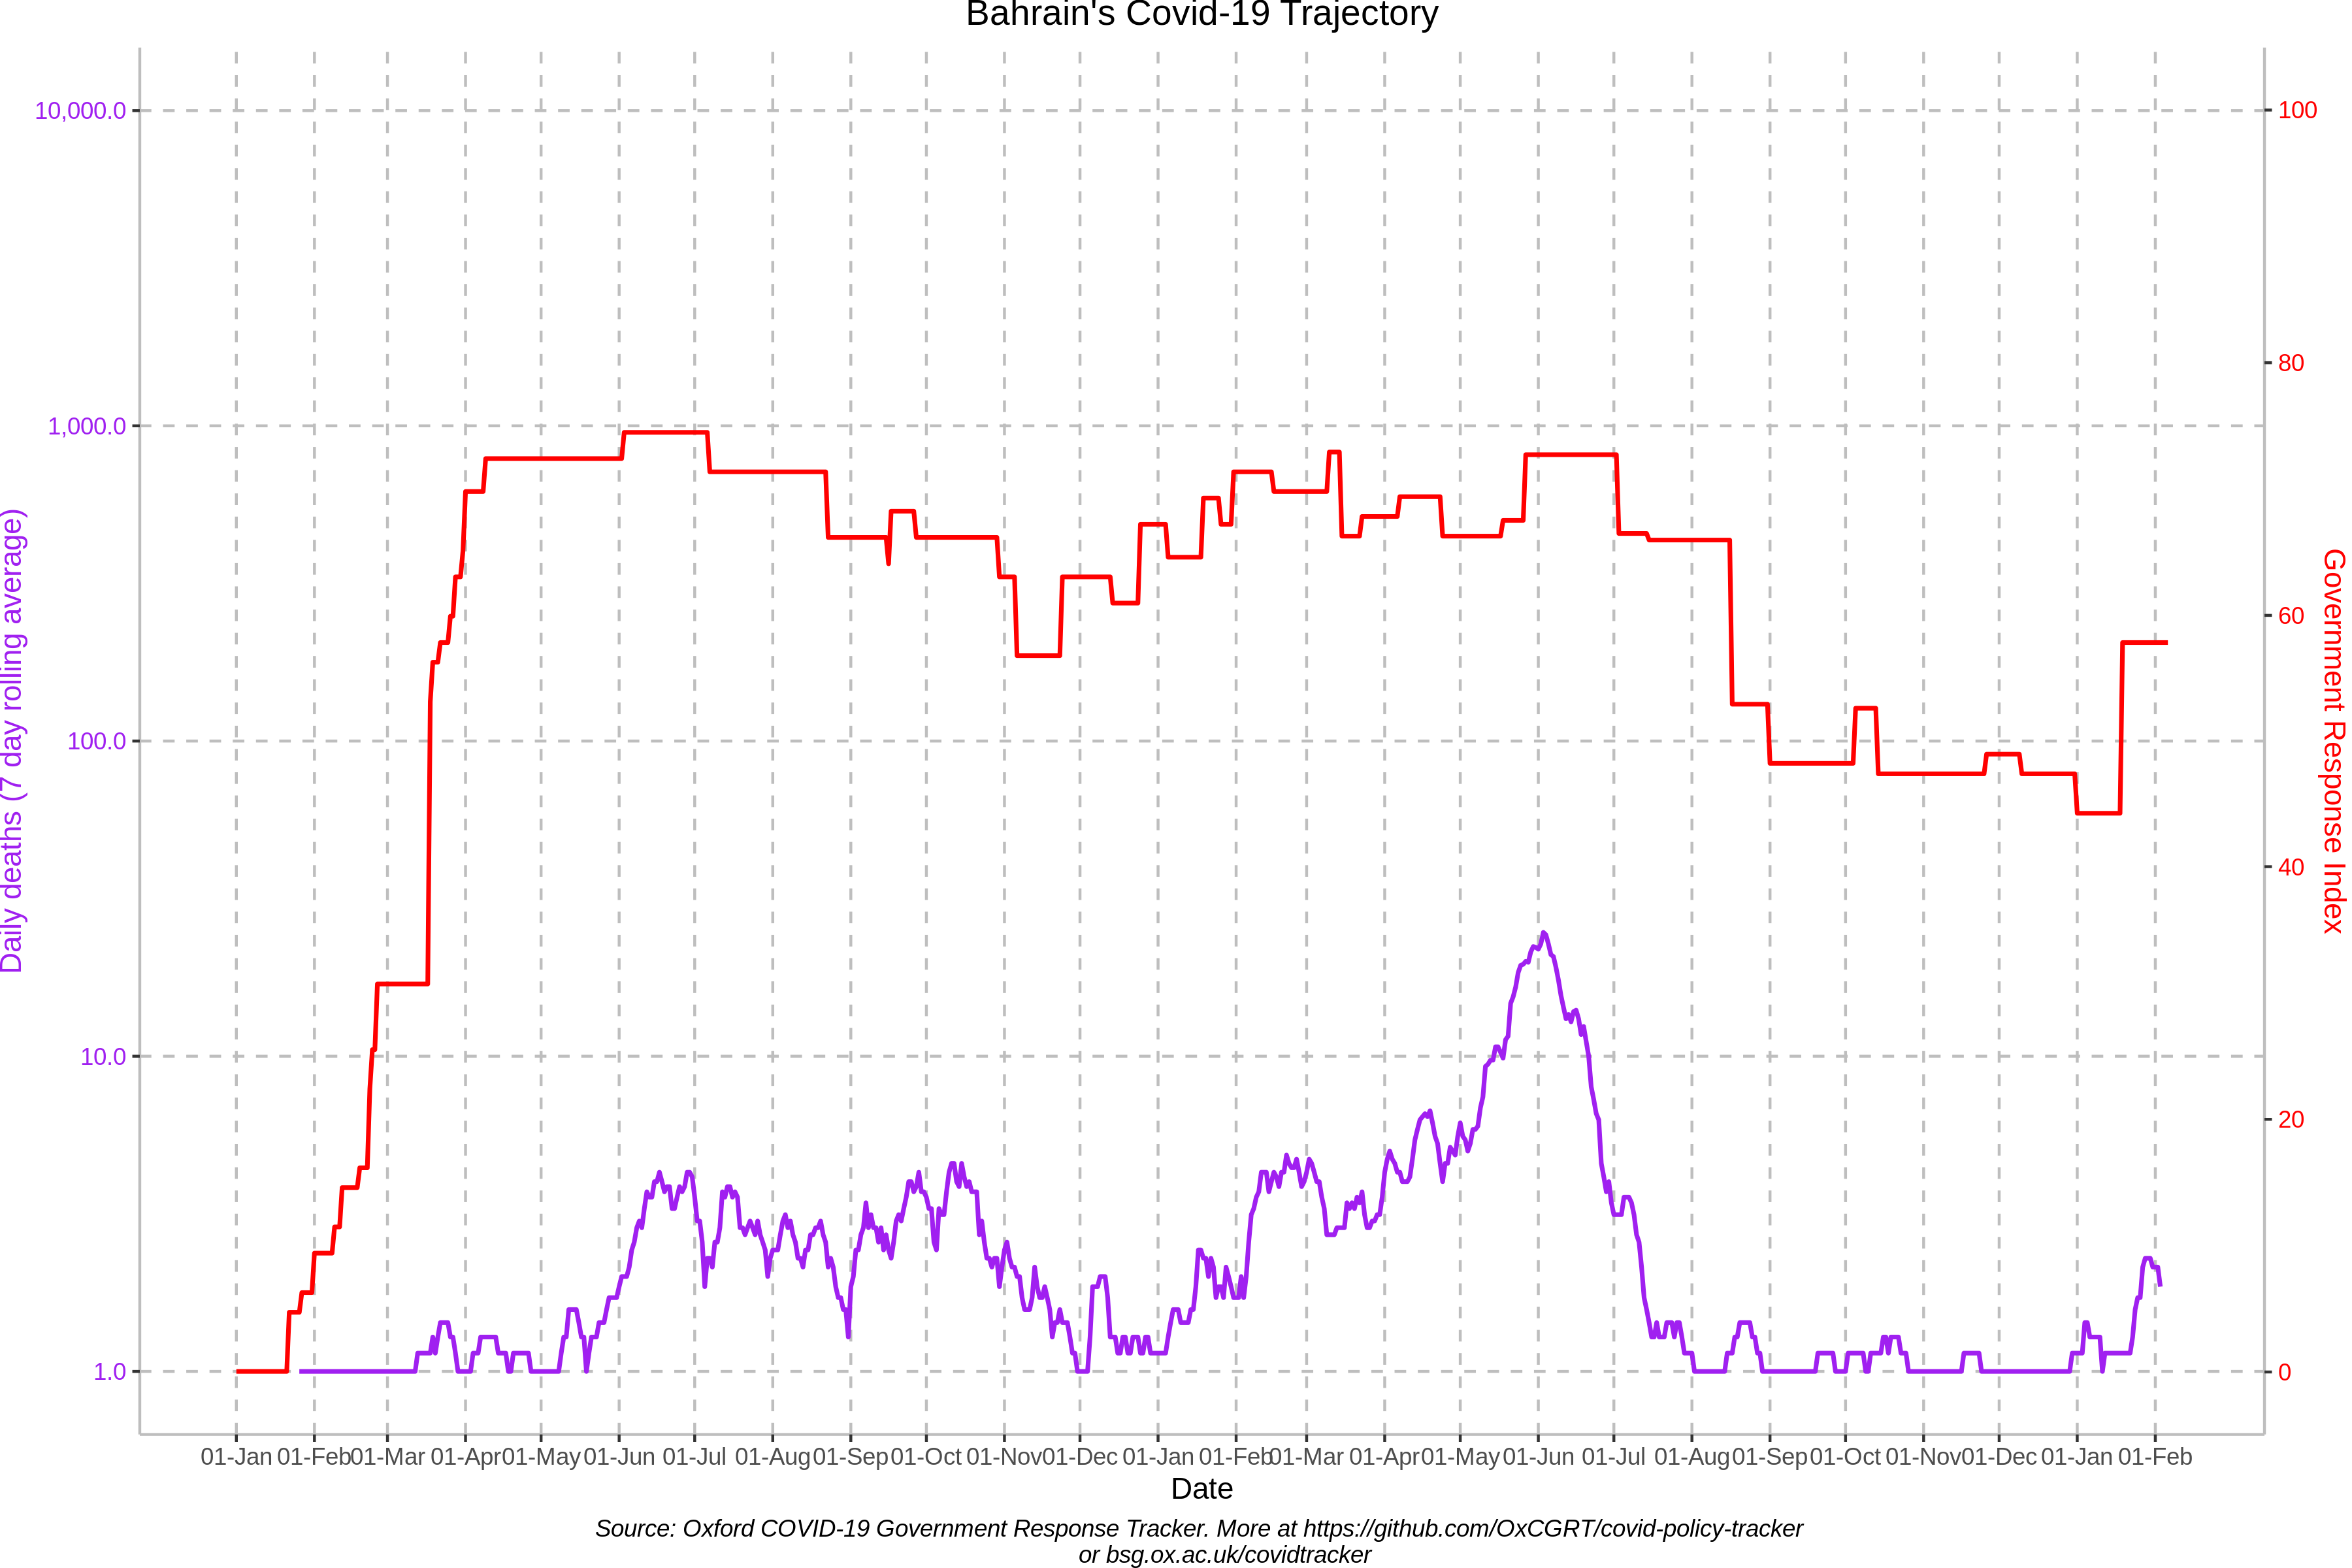 Bahrain's Covid-19 Trajectory
10,000.0
1,000.0
100.0
10.0
1.0
Daily deaths (7 day rolling average)
100
80
60
40
20
0
Government Response Index
01-Jan 01-Feb 01-Mar 01-Apr 01-May 01-Jun 01-Jul 01-Aug 01-Sep 01-Oct 01-Nov 01-Dec 01-Jan 01-Feb 01-Mar 01-Apr 01-May 01-Jun 01-Jul 01-Aug 01-Sep 01-Oct 01-Nov 01-Dec 01-Jan 01-Feb
Date
Source: Oxford COVID-19 Government Response Tracker. More at https://github.com/OxCGRT/covid-policy-tracker
or bsg.ox.ac.uk/covidtracker